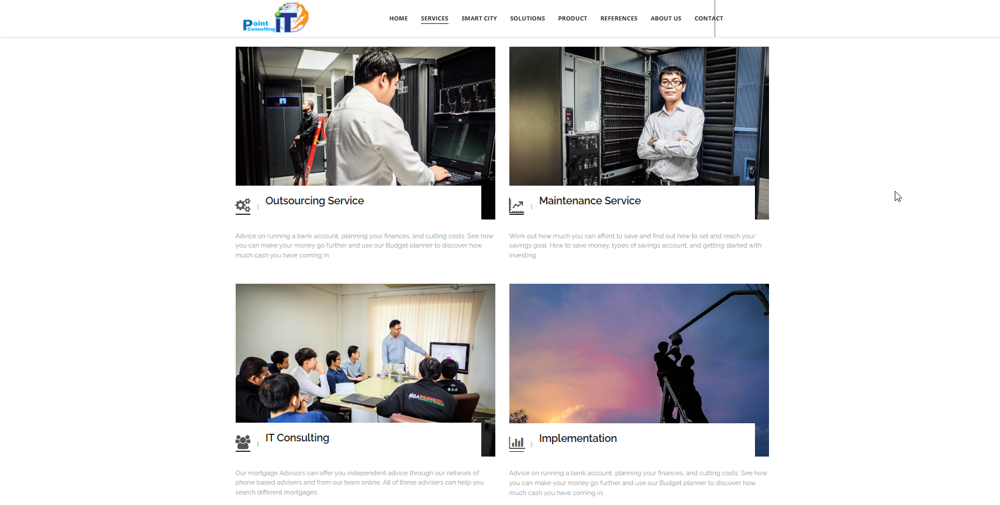 Point iT
Consulting
HOME SERVICES SMART CITY SOLUTIONS PRODUCT REFERENCES ABOUT US CONTACT
Outsourcing Service
Maintenance Service
Advice on running a bank account, planning your finances, and cutting costs. See how
you can make your money go further and use our Budget planner to discover how
much cash you have coming in.
Work out how much you can afford to save and find out how to set and reach your
savings goal. How to save money, types of savings account, and getting started with
investing.
MBA
IT Consulting
Implementation
Our mortgage Advisors can offer you independent advice through our network of
phone based advisers and from our team online. All of these advisers can help you
search different mortgages.
Advice on running a bank account, planning your finances, and cutting costs. See how
you can make your money go further and use our Budget planner to discover how
much cash you have coming in.